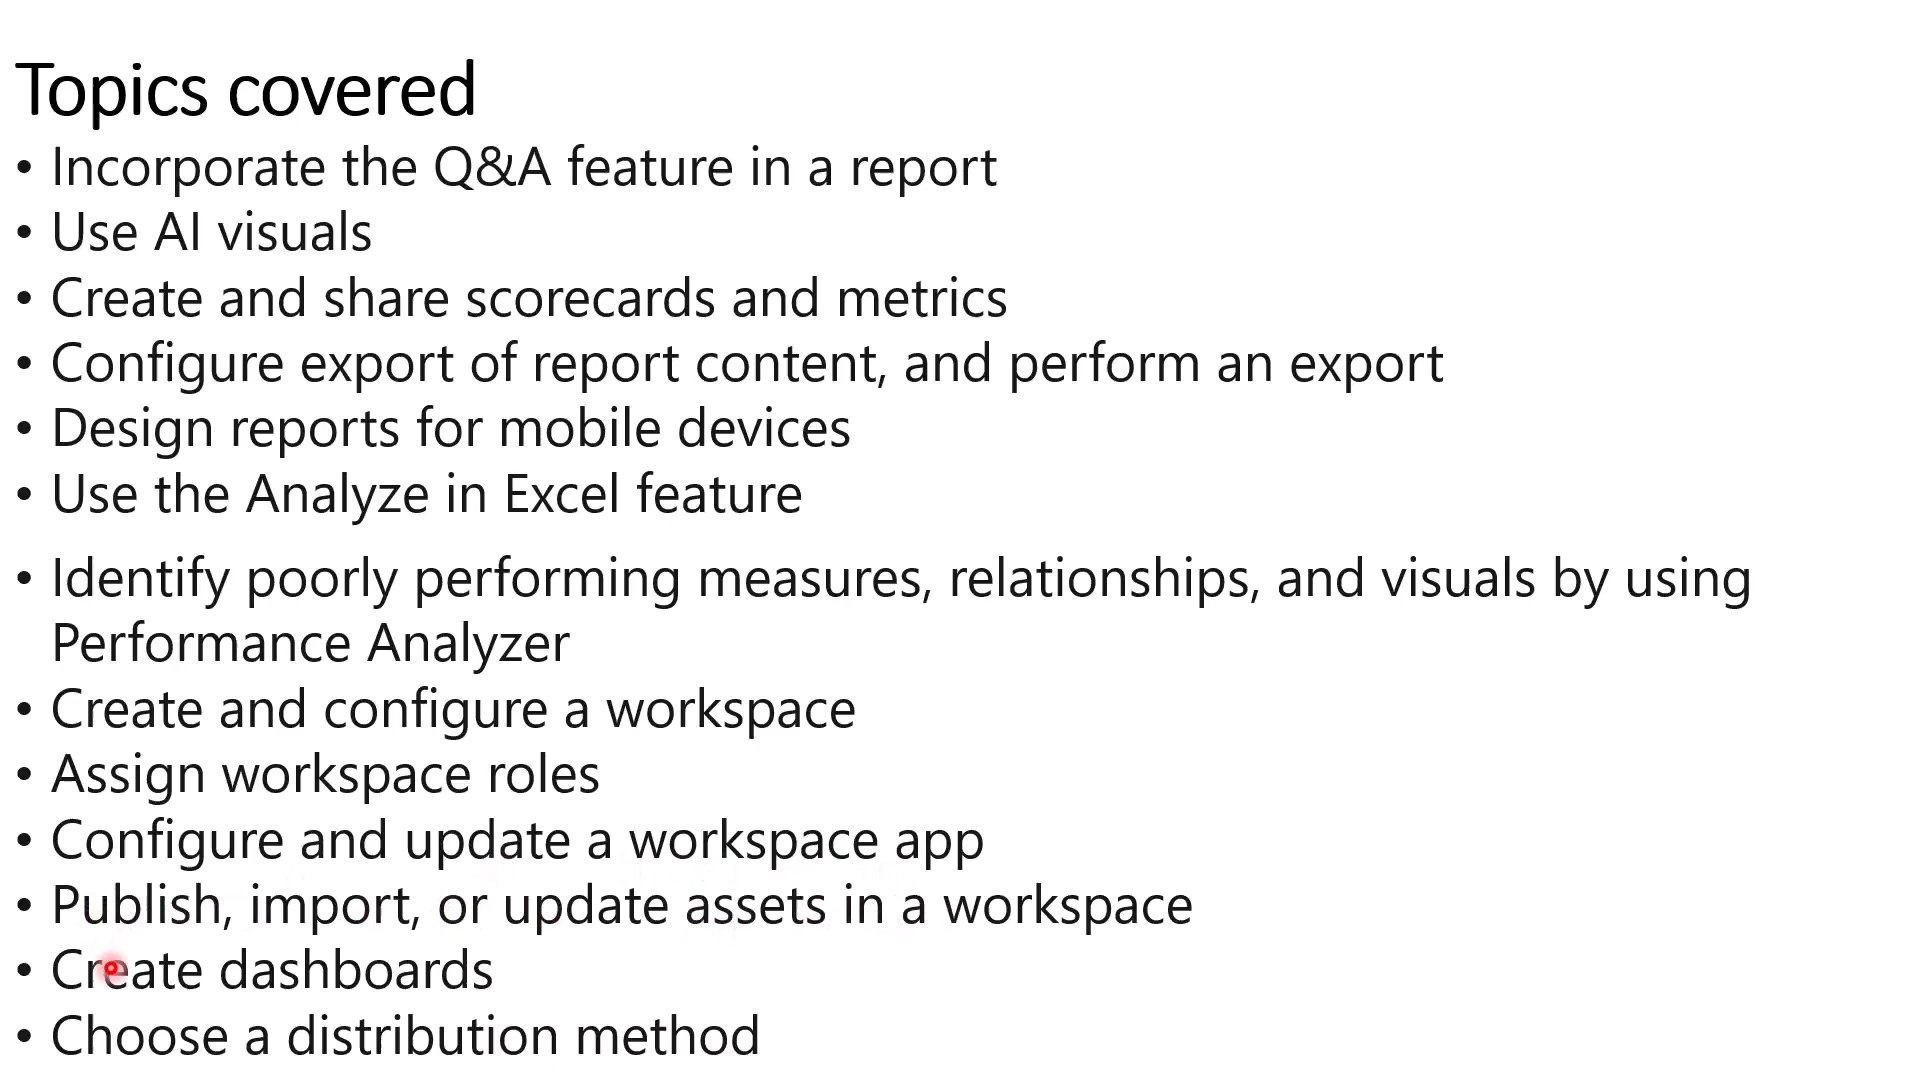 Topics covered
• Incorporate the Q&A feature in a report
• Use AI visuals
• Create and share scorecards and metrics
• Configure export of report content, and perform an export
• Design reports for mobile devices
• Use the Analyze in Excel feature
• Identify poorly performing measures, relationships, and visuals by using
Performance Analyzer
• Create and configure a workspace
• Assign workspace roles
• Configure and update a workspace app
• Publish, import, or update assets in a workspace
• Create dashboards
• Choose a distribution method